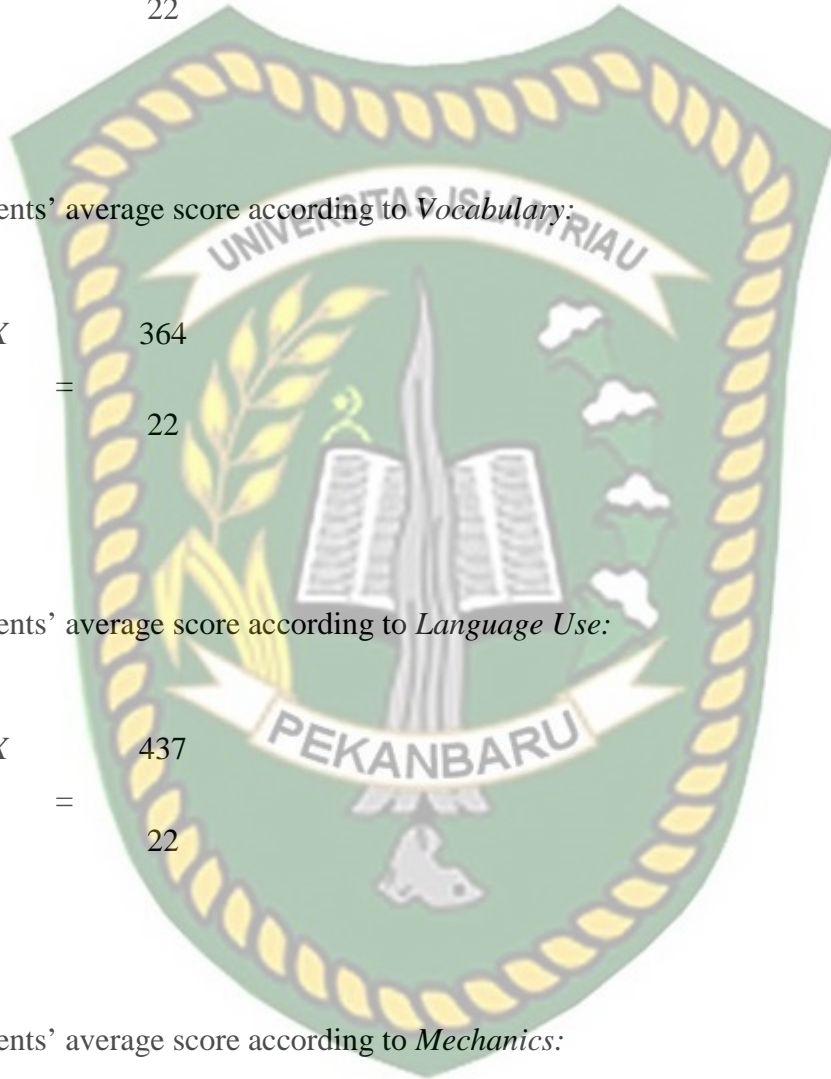 22
UNIVERSITAS ISLAM RIAU
ents’ average score according to Vocabulary:
X 364
=
22
ents’ average score according to Language Use:
PEKANBARU
X 437
=
22
ents’ average score according to Mechanics: